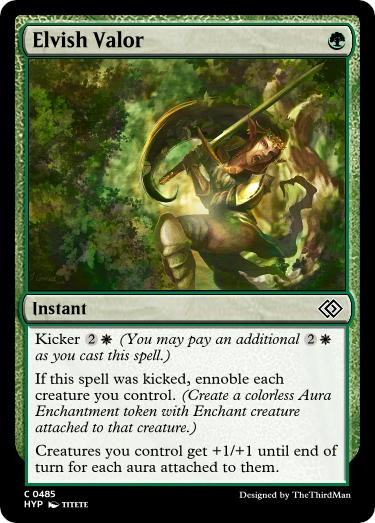 Elvish Valor
Instant
Kicker 2 (You may pay an additional 2
as you cast this spell.)
If this spell was kicked, ennoble each
creature you control. (Create a colorless Aura
Enchantment token with Enchant creature
attached to that creature.)
Creatures you control get +1/+1 until end of
turn for each aura attached to them.
C 0485
HYP TITETE
Designed by TheThirdMan